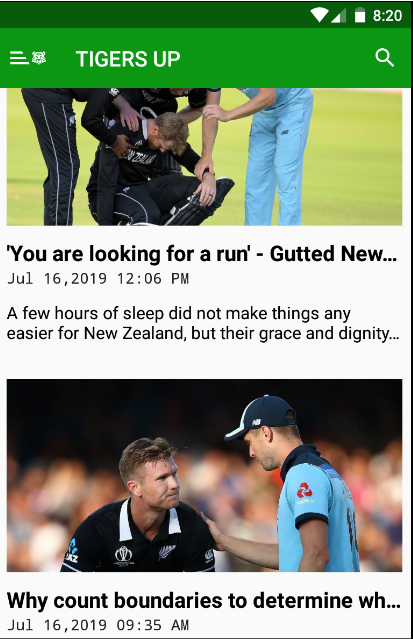 8:20
TIGERS UP
NEW ZEALAND
'You are looking for a run' - Gutted New...
Jul 16,2019 12:06 PM
A few hours of sleep did not make things any
easier for New Zealand, but their grace and dignity...
Why count boundaries to determine wh...
Jul 16,2019 09:35 AM